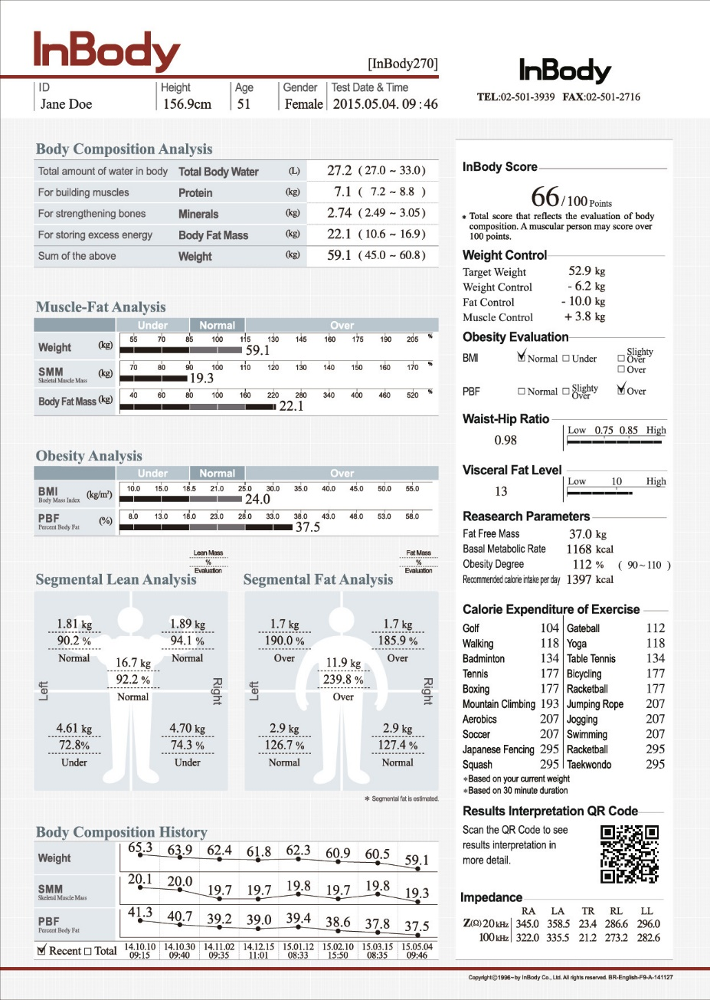 InBody
[InBody270]
InBody
TEL:02-501-3939 FAX:02-501-2716
ID Height Age Gender Test Date & Time
Jane Doe 156.9cm 51 Female 2015.05.04. 09 : 46
Body Composition Analysis
Total amount of water in body Total Body Water (L) 27.2 ( 27.0 ~ 33.0 )
For building muscles Protein (kg) 7.1 ( 7.2 ~ 8.8 )
For strengthening bones Minerals (kg) 2.74 ( 2.49 ~ 3.05 )
For storing excess energy Body Fat Mass (kg) 22.1 ( 10.6 ~ 16.9 )
Sum of the above Weight (kg) 59.1 ( 45.0 ~ 60.8 )
Muscle-Fat Analysis
Under Normal Over
Weight (kg) 55 70 85 100 115 130 145 160 175 190 205 %
59.1
SMM (kg) 70 80 90 100 110 120 130 140 150 160 170 %
Skeletal Muscle Mass 19.3
Body Fat Mass (kg) 40 60 80 100 160 220 280 340 400 460 520 %
22.1
Obesity Analysis
Under Normal Over
BMI (kg/m²) 10.0 15.0 18.5 21.0 25.0 30.0 35.0 40.0 45.0 50.0 55.0
Body Mass Index 24.0
PBF (%) 8.0 13.0 18.0 23.0 28.0 33.0 38.0 43.0 48.0 53.0 58.0
Percent Body Fat 37.5
Lean Mass
%
Evaluation
Segmental Lean Analysis
1.81 kg 1.89 kg
90.2 % 94.1 %
Normal Normal
16.7 kg
92.2 %
Normal
Left Right
4.61 kg 4.70 kg
72.8% 74.3 %
Under Under
Fat Mass
%
Evaluation
Segmental Fat Analysis
1.7 kg 1.7 kg
190.0 % 185.9 %
Over Over
11.9 kg
239.8 %
Over
Left Right
2.9 kg 2.9 kg
126.7 % 127.4 %
Normal Normal
* Segmental fat is estimated.
Body Composition History
Weight 65.3 63.9 62.4 61.8 62.3 60.9 60.5 59.1
SMM 20.1 20.0 19.7 19.7 19.8 19.7 19.8 19.3
Skeletal Muscle Mass
PBF 41.3 40.7 39.2 39.0 39.4 38.6 37.8 37.5
Percent Body Fat
Recent Total 14.10.10 14.10.30 14.11.02 14.12.15 15.01.12 15.02.10 15.03.15 15.05.04
09:15 09:40 09:35 11:01 08:33 15:50 08:35 09:46
InBody Score
66 / 100 Points
* Total score that reflects the evaluation of body
composition. A muscular person may score over
100 points.
Weight Control
Target Weight 52.9 kg
Weight Control - 6.2 kg
Fat Control - 10.0 kg
Muscle Control + 3.8 kg
Obesity Evaluation
BMI Normal Under Slighty Over Over
PBF Normal Slighty Over Over
Waist-Hip Ratio
0.98 Low 0.75 0.85 High
Visceral Fat Level
13 Low 10 High
Reasearch Parameters
Fat Free Mass 37.0 kg
Basal Metabolic Rate 1168 kcal
Obesity Degree 112 % ( 90 ~ 110 )
Recommended calorie intake per day 1397 kcal
Calorie Expenditure of Exercise
Golf 104 Gateball 112
Walking 118 Yoga 118
Badminton 134 Table Tennis 134
Tennis 177 Bicycling 177
Boxing 177 Racketball 177
Mountain Climbing 193 Jumping Rope 207
Aerobics 207 Jogging 207
Soccer 207 Swimming 207
Japanese Fencing 295 Racketball 295
Squash 295 Taekwondo 295
*Based on your current weight
*Based on 30 minute duration
Results Interpretation QR Code
Scan the QR Code to see
results interpretation in
more detail.
Impedance
RA LA TR RL LL
Z(Ω) 20 kHz 345.0 358.5 23.4 286.6 296.0
100 kHz 322.0 335.5 21.2 273.2 282.6
Copyright©1996~ by InBody Co., Ltd. All rights reserved. BR-English-F9-A-141127